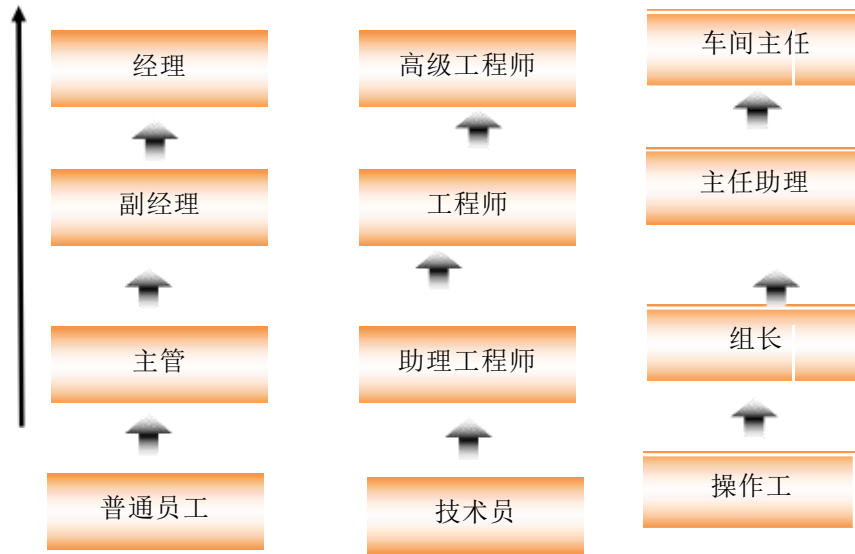 经理
高级工程师
车间主任
副经理
工程师
主任助理
主管
助理工程师
组长
普通员工
技术员
操作工